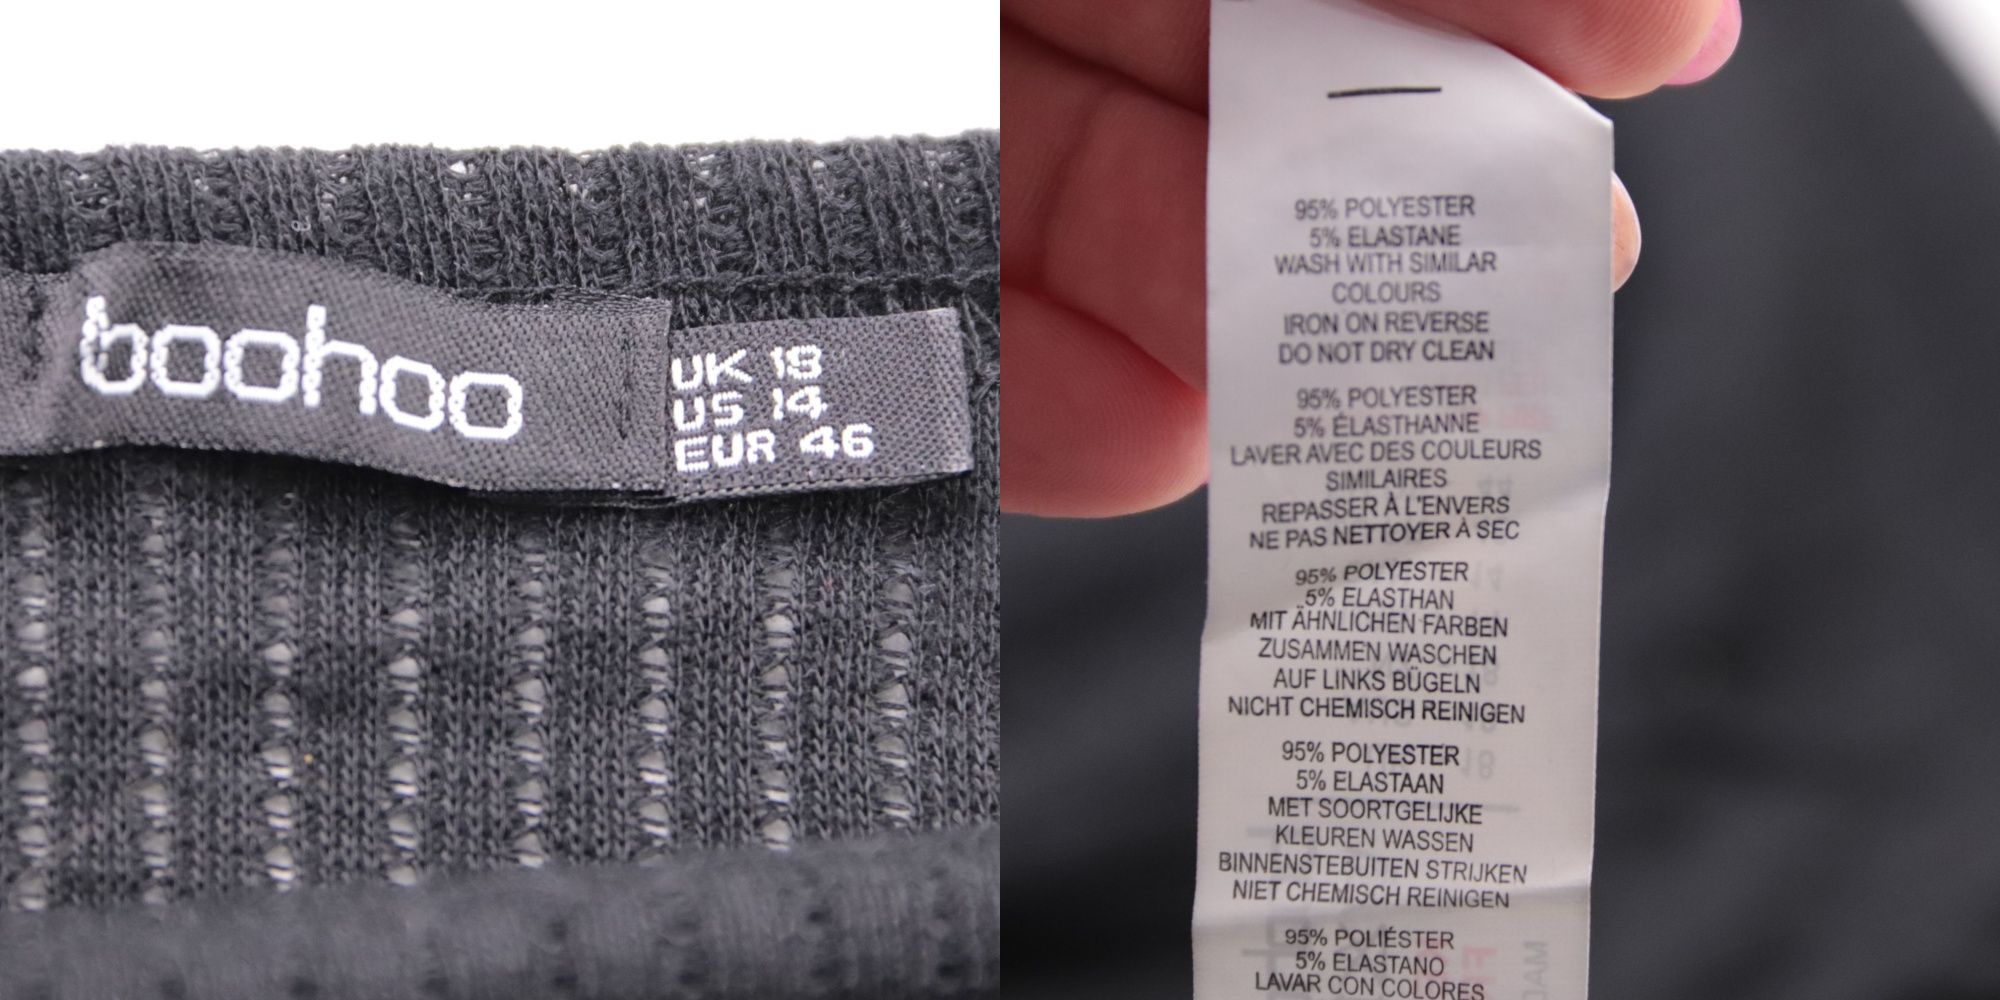 boohoo
UK 18
US 14
EUR 46
95% POLYESTER
5% ELASTANE
WASH WITH SIMILAR
COLOURS
IRON ON REVERSE
DO NOT DRY CLEAN
95% POLYESTER
5% ÉLASTHANNE
LAVER AVEC DES COULEURS
SIMILAIRES
REPASSER À L'ENVERS
NE PAS NETTOYER À SEC
95% POLYESTER
5% ELASTHAN
MIT ÄHNLICHEN FARBEN
ZUSAMMEN WASCHEN
AUF LINKS BÜGELN
NICHT CHEMISCH REINIGEN
95% POLYESTER
5% ELASTAAN
MET SOORTGELIJKE
KLEUREN WASSEN
BINNENSTEBUITEN STRIJKEN
NIET CHEMISCH REINIGEN
95% POLIÉSTER
5% ELASTANO
LAVAR CON COLORES